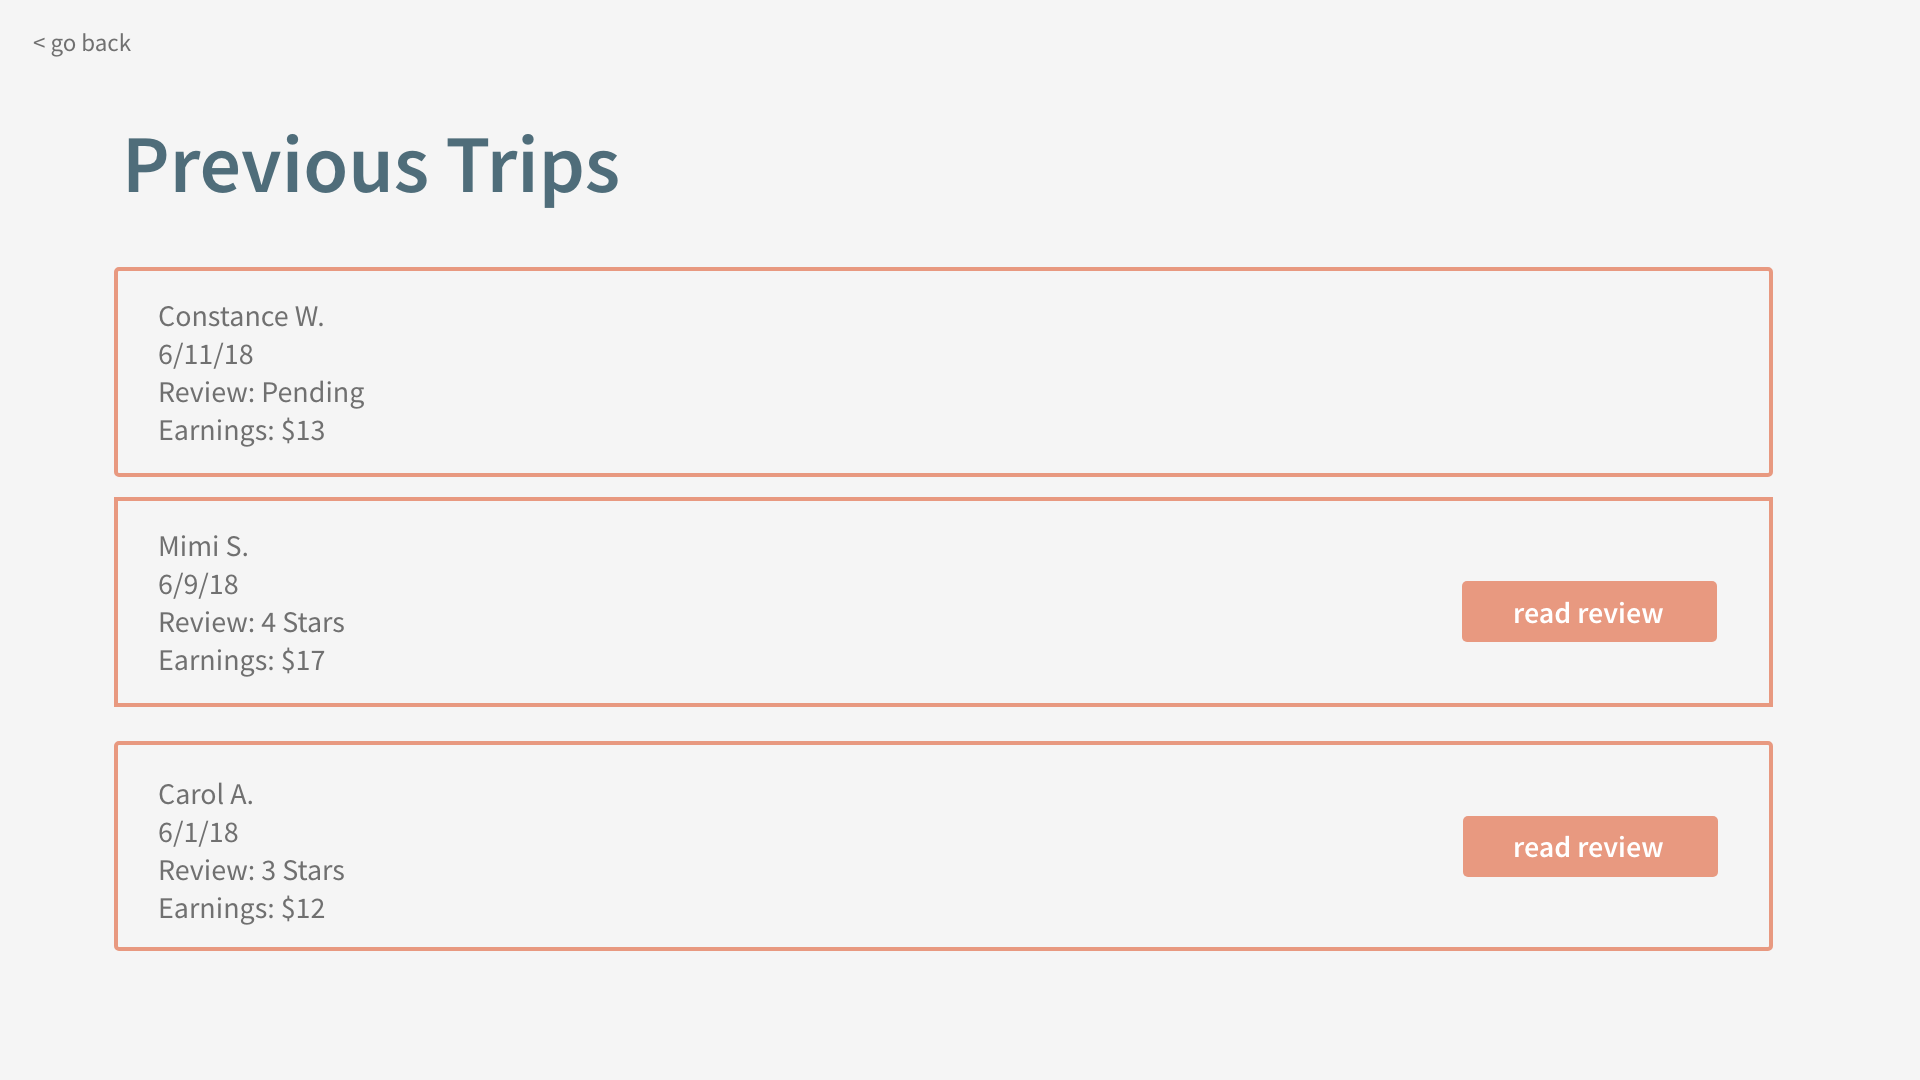 < go back
Previous Trips
Constance W.
6/11/18
Review: Pending
Earnings: $13
Mimi S.
6/9/18
Review: 4 Stars
Earnings: $17
read review
Carol A.
6/1/18
Review: 3 Stars
Earnings: $12
read review